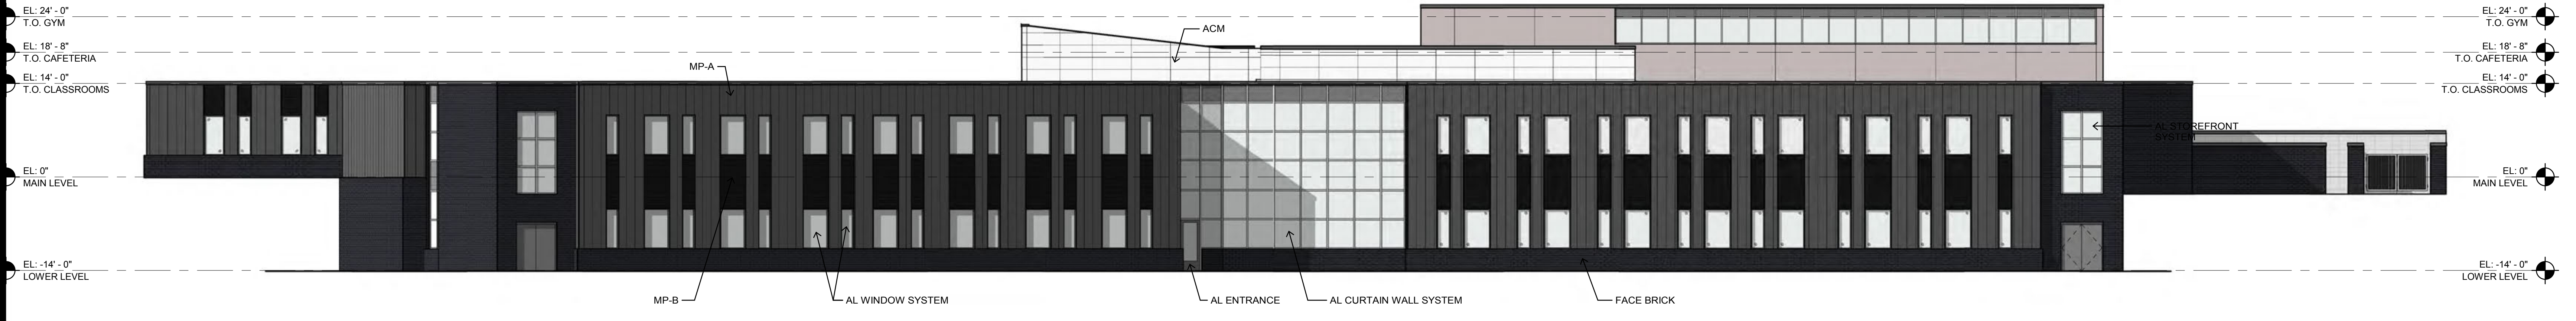 EL: 24' - 0"
T.O. GYM
EL: 18' - 8"
T.O. CAFETERIA
EL: 14' - 0"
T.O. CLASSROOMS
EL: 0"
MAIN LEVEL
EL: -14' - 0"
LOWER LEVEL
MP-A
ACM
MP-B
AL WINDOW SYSTEM
AL ENTRANCE
AL CURTAIN WALL SYSTEM
FACE BRICK
AL STOREFRONT
SYSTEM
EL: 24' - 0"
T.O. GYM
EL: 18' - 8"
T.O. CAFETERIA
EL: 14' - 0"
T.O. CLASSROOMS
EL: 0"
MAIN LEVEL
EL: -14' - 0"
LOWER LEVEL